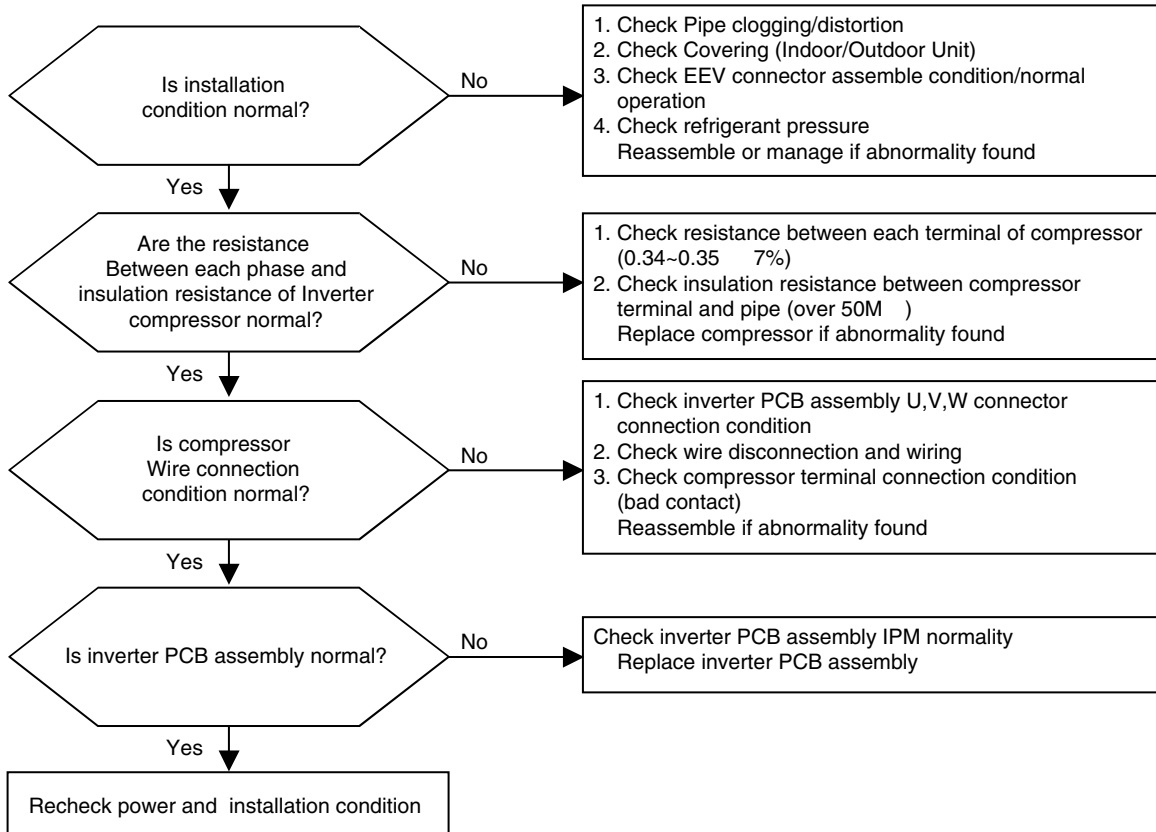 Is installation
condition normal?
No
1. Check Pipe clogging/distortion
2. Check Covering (Indoor/Outdoor Unit)
3. Check EEV connector assemble condition/normal
operation
4. Check refrigerant pressure
Reassemble or manage if abnormality found
Yes
Are the resistance
Between each phase and
insulation resistance of Inverter
compressor normal?
No
1. Check resistance between each terminal of compressor
(0.34~0.35 7%)
2. Check insulation resistance between compressor
terminal and pipe (over 50M )
Replace compressor if abnormality found
Yes
Is compressor
Wire connection
condition normal?
No
1. Check inverter PCB assembly U,V,W connector
connection condition
2. Check wire disconnection and wiring
3. Check compressor terminal connection condition
(bad contact)
Reassemble if abnormality found
Yes
Is inverter PCB assembly normal?
No
Check inverter PCB assembly IPM normality
Replace inverter PCB assembly
Yes
Recheck power and installation condition